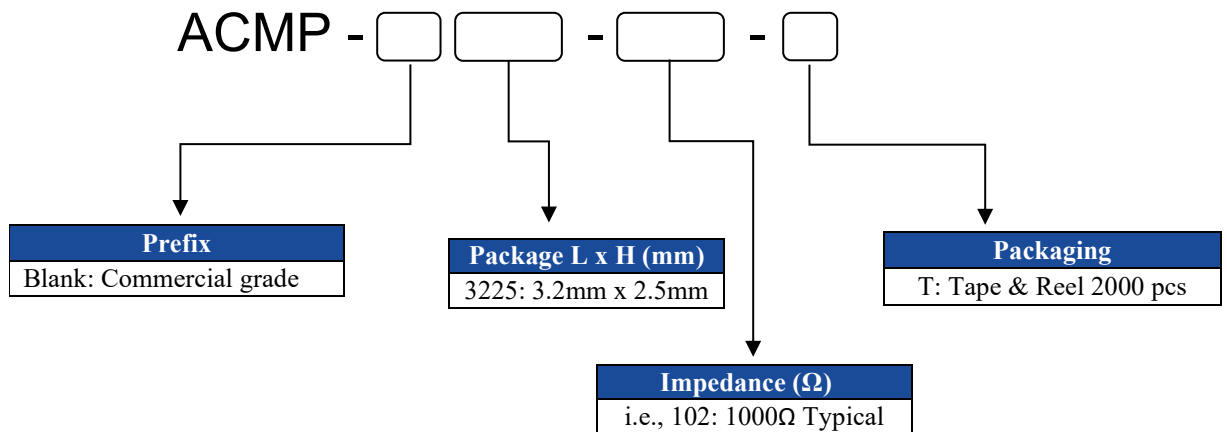 ACMP - -  -
Prefix
Blank: Commercial grade
Package L x H (mm)
3225: 3.2mm x 2.5mm
Packaging
T: Tape & Reel 2000 pcs
Impedance (Ω)
i.e., 102: 1000Ω Typical